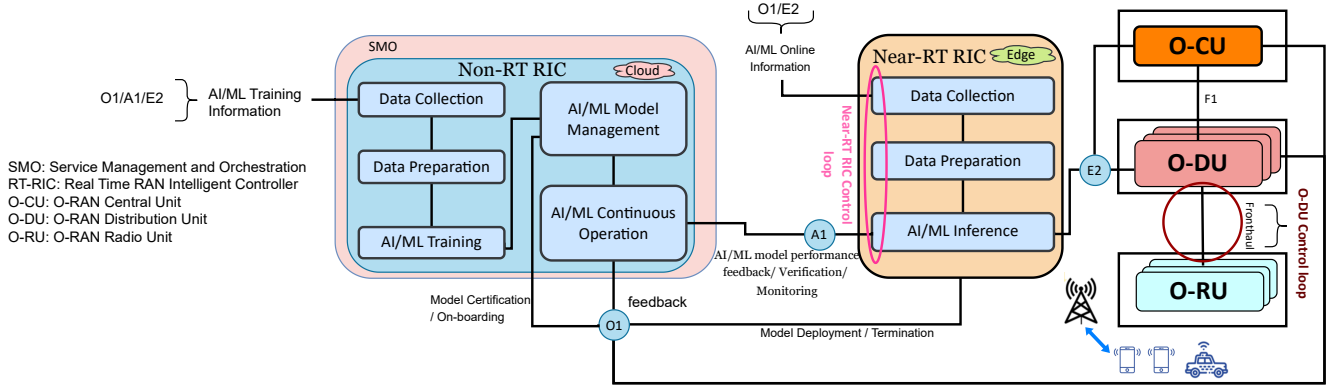 O1/A1/E2
AI/ML Training
Information
SMO: Service Management and Orchestration
RT-RIC: Real Time RAN Intelligent Controller
O-CU: O-RAN Central Unit
O-DU: O-RAN Distribution Unit
O-RU: O-RAN Radio Unit
SMO
Non-RT RIC
Cloud
Data Collection
Data Preparation
AI/ML Training
AI/ML Model
Management
AI/ML Continuous
Operation
Model Certification
/ On-boarding
feedback
O1
O1/E2
AI/ML Online
Information
A1
AI/ML model performance
feedback/ Verification/
Monitoring
Model Deployment / Termination
Near-RT RIC
Edge
Near-RT RIC Control
loop
Data Collection
Data Preparation
AI/ML Inference
E2
O-CU
F1
O-DU
Fronthaul
O-RU
O-DU Control loop